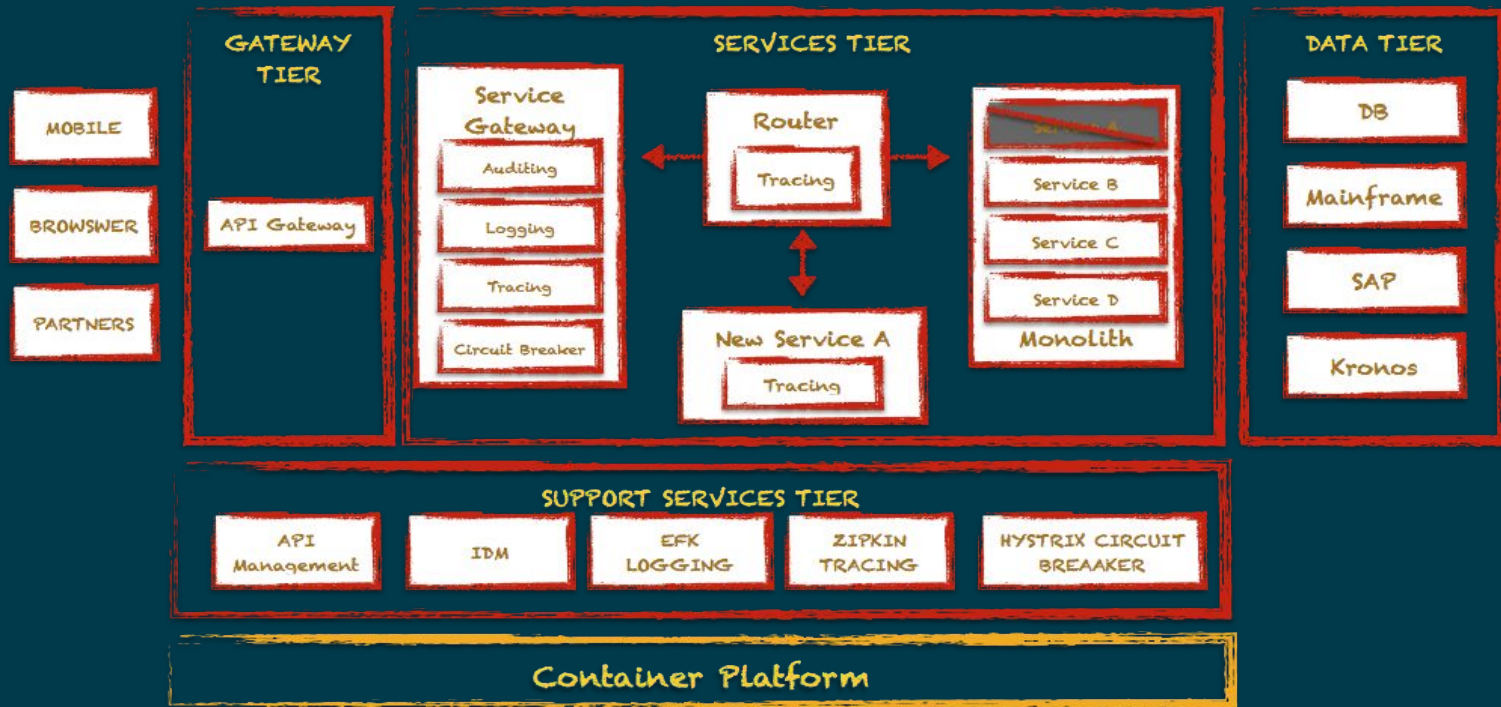 MOBILE
BROWSWER
PARTNERS
GATEWAY
TIER
API Gateway
SERVICES TIER
Service
Gateway
Auditing
Logging
Tracing
Circuit Breaker
Router
Tracing
New Service A
Tracing
Service A
Service B
Service C
Service D
Monolith
DATA TIER
DB
Mainframe
SAP
Kronos
SUPPORT SERVICES TIER
API
Management
IDM
EFK
LOGGING
ZIPKIN
TRACING
HYSTRIX CIRCUIT
BREAAKER
Container Platform